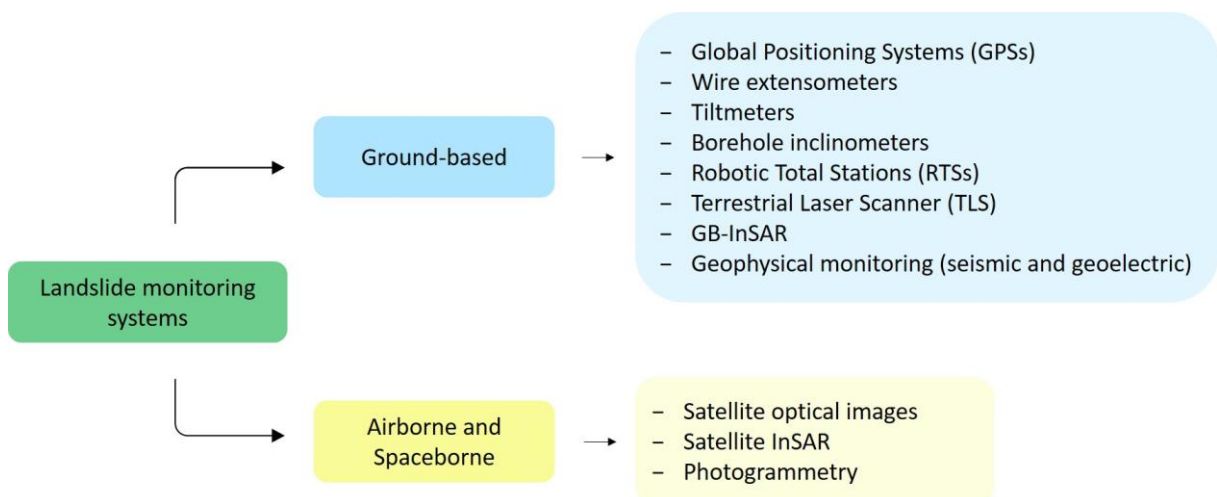 Landslide monitoring
systems
Ground-based
– Global Positioning Systems (GPSs)
– Wire extensometers
– Tiltmeters
– Borehole inclinometers
– Robotic Total Stations (RTSs)
– Terrestrial Laser Scanner (TLS)
– GB-InSAR
– Geophysical monitoring (seismic and geoelectric)
Airborne and
Spaceborne
– Satellite optical images
– Satellite InSAR
– Photogrammetry